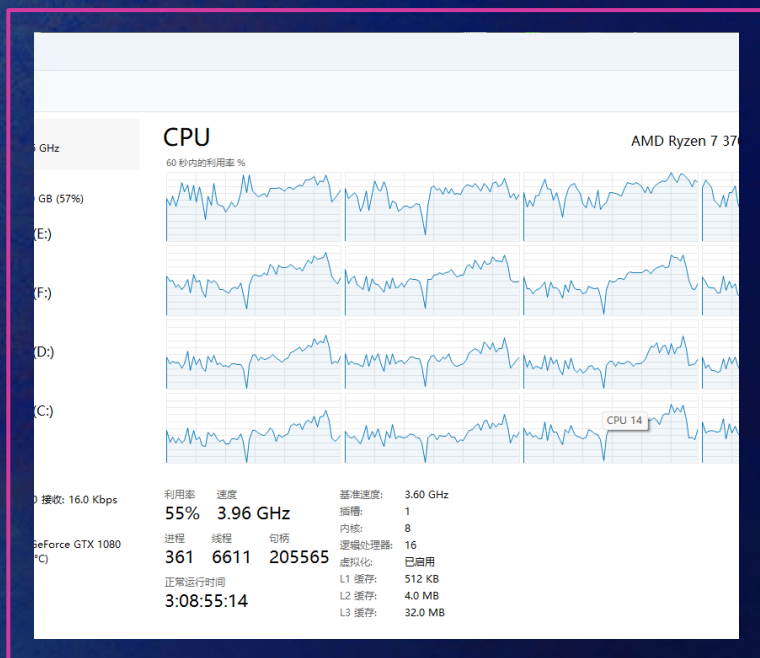 CPU
AMD Ryzen 7 37
60 秒内的利用率 %
GHz
GB (57%)
(E:)
(F:)
(D:)
(C:)
接收: 16.0 Kbps
GeForce GTX 1080
°C)
CPU 14
利用率 速度
55% 3.96 GHz
进程 线程 句柄
361 6611 205565
正常运行时间
3:08:55:14
基准速度: 3.60 GHz
插槽: 1
内核: 8
逻辑处理器: 16
虚拟化: 已启用
L1 缓存: 512 KB
L2 缓存: 4.0 MB
L3 缓存: 32.0 MB